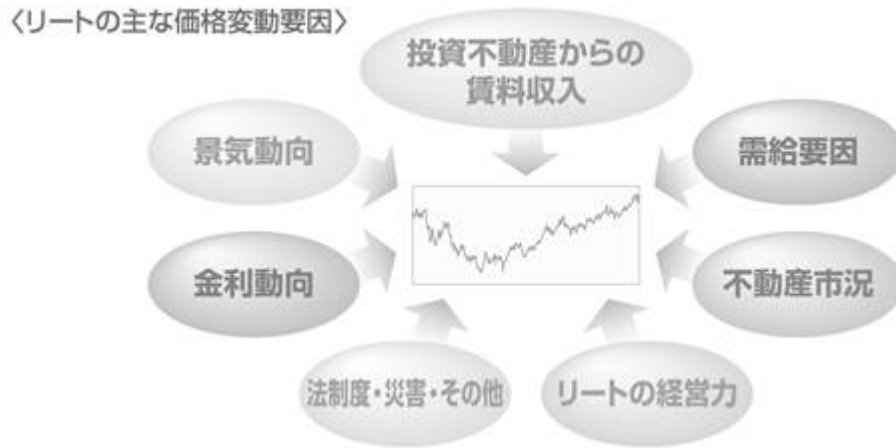 〈リートの主な価格変動要因〉
投資不動産からの
賃料収入
景気動向
需給要因
金利動向
不動産市況
法制度・災害・その他
リートの経営力